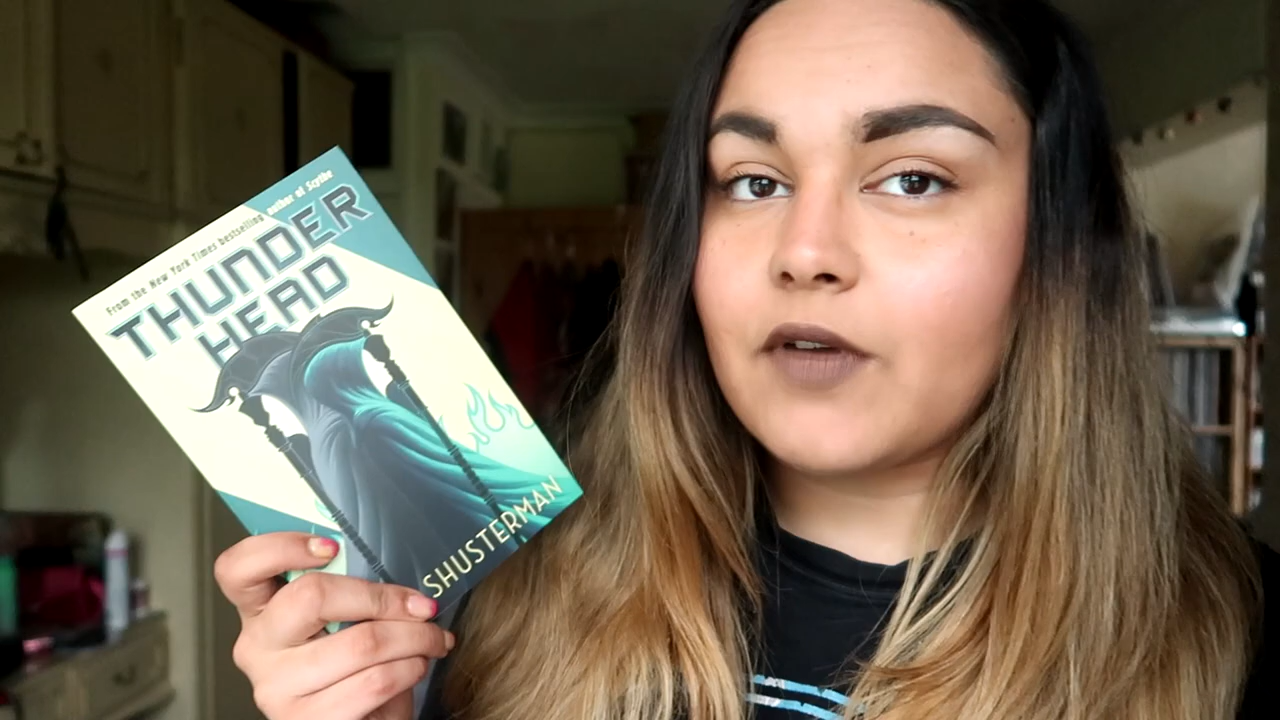 From the New York Times bestselling author of Scythe
THUNDER
HEAD
SHUSTERMAN